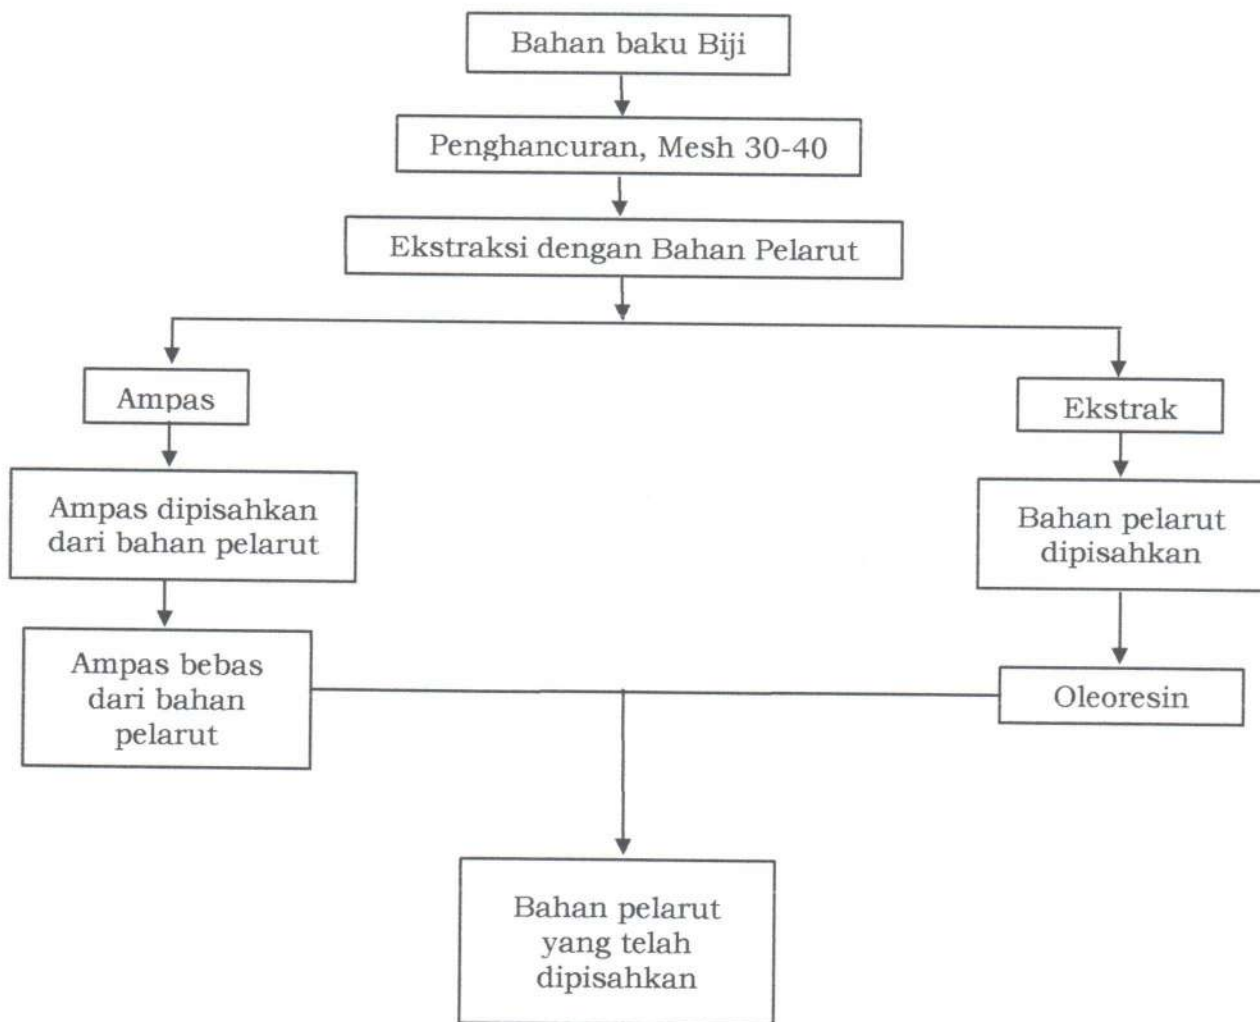 Bahan baku Biji
Penghancuran, Mesh 30-40
Ekstraksi dengan Bahan Pelarut
Ampas
Ekstrak
Ampas dipisahkan
dari bahan pelarut
Bahan pelarut
dipisahkan
Ampas bebas
dari bahan
pelarut
Oleoresin
Bahan pelarut
yang telah
dipisahkan